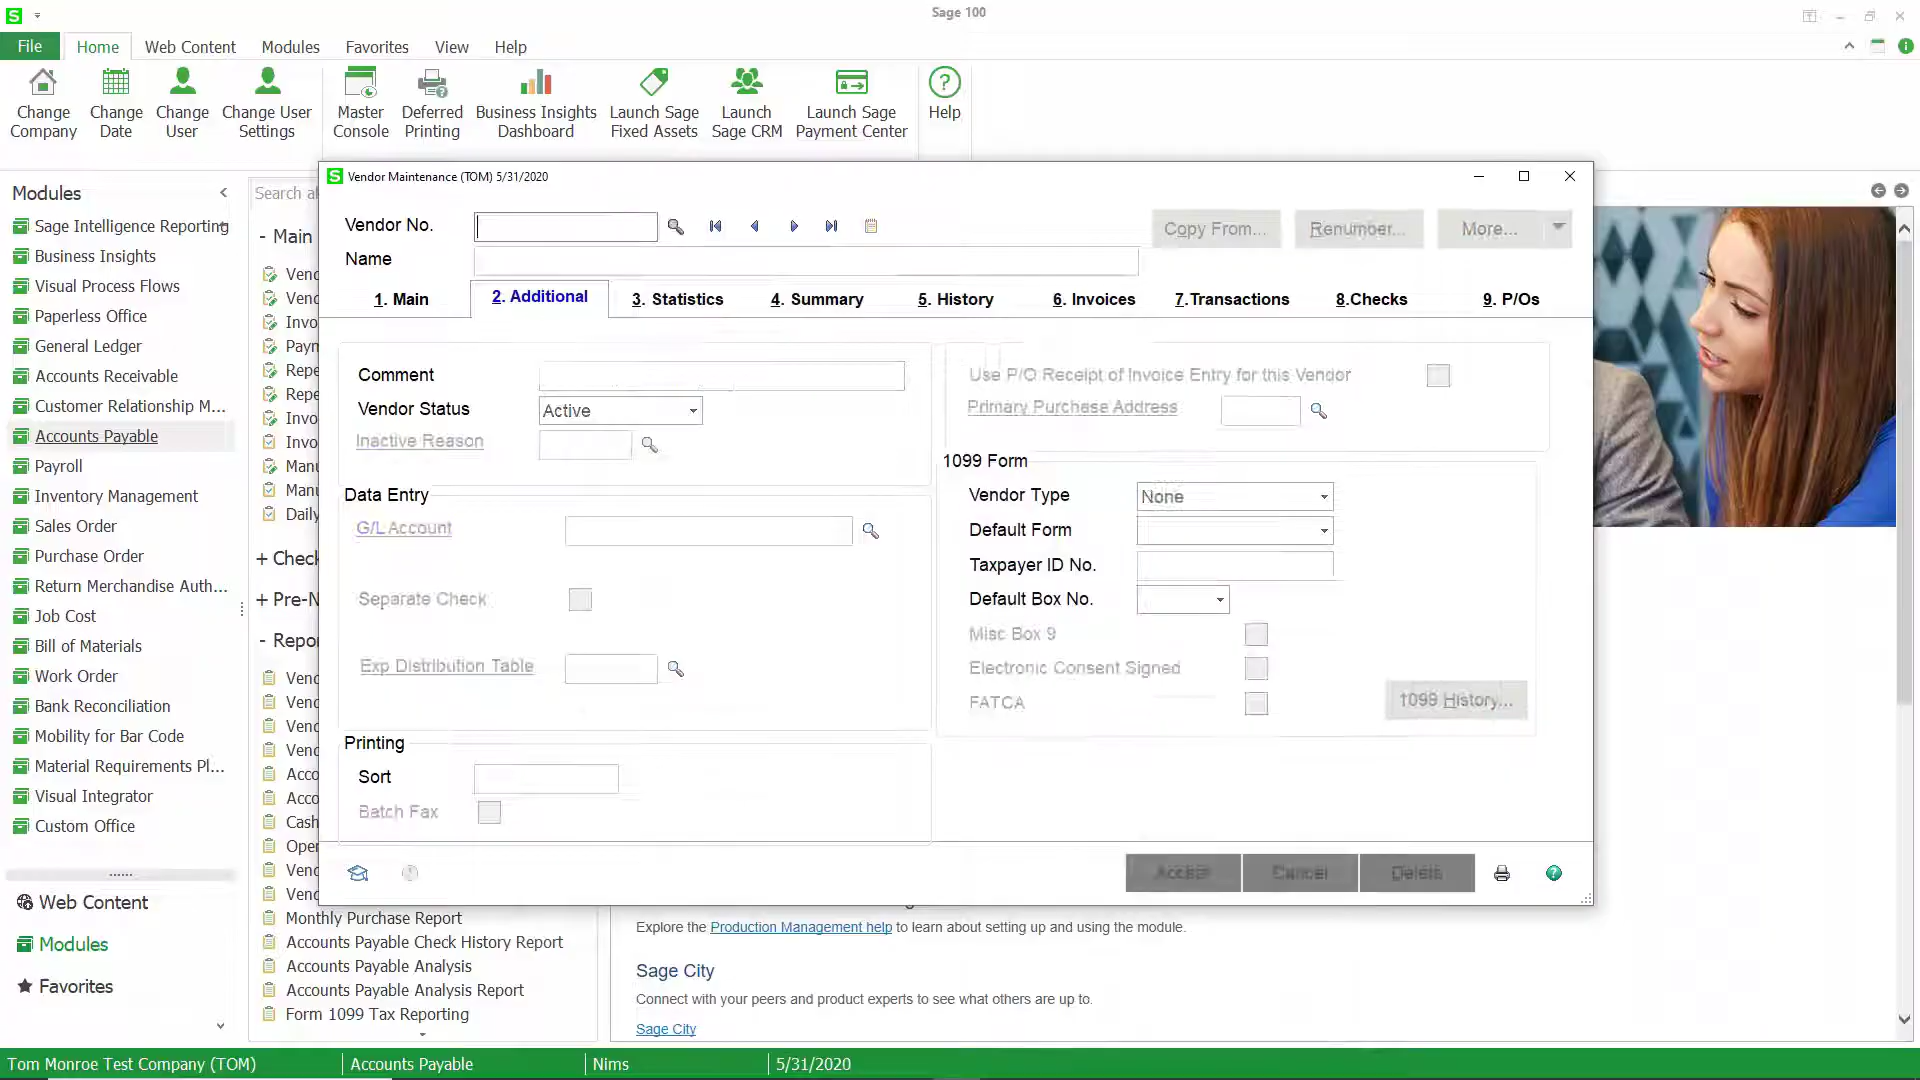 Sage 100
File Home Web Content Modules Favorites View Help
Change Company
Change Date
Change User
Change User Settings
Master Console
Deferred Printing
Business Insights Dashboard
Launch Sage Fixed Assets
Launch Sage CRM
Launch Sage Payment Center
Help
Modules
Sage Intelligence Reporting
Business Insights
Visual Process Flows
Paperless Office
General Ledger
Accounts Receivable
Customer Relationship M...
Accounts Payable
Payroll
Inventory Management
Sales Order
Purchase Order
Return Merchandise Auth...
Job Cost
Bill of Materials
Work Order
Bank Reconciliation
Mobility for Bar Code
Material Requirements Pl...
Visual Integrator
Custom Office
Web Content
Modules
Favorites
Search
- Main
+ Check
Monthly Purchase Report
Accounts Payable Check History Report
Accounts Payable Analysis
Accounts Payable Analysis Report
Form 1099 Tax Reporting
Vendor Maintenance (TOM) 5/31/2020
Vendor No.
Copy From... Renumber... More...
Name
1. Main 2. Additional 3. Statistics 4. Summary 5. History 6. Invoices 7.Transactions 8.Checks 9. P/Os
Comment
Vendor Status Active
Inactive Reason
Data Entry
G/L Account
Separate Check
Exp Distribution Table
Printing
Sort
Batch Fax
Use P/O Receipt of Invoice Entry for this Vendor
Primary Purchase Address
1099 Form
Vendor Type None
Default Form
Taxpayer ID No.
Default Box No.
Misc Box 9
Electronic Consent Signed
FATCA
1099 History...
Accept Cancel Delete
Explore the Production Management help to learn about setting up and using the module.
Sage City
Connect with your peers and product experts to see what others are up to.
Sage City
Tom Monroe Test Company (TOM) Accounts Payable Nims 5/31/2020